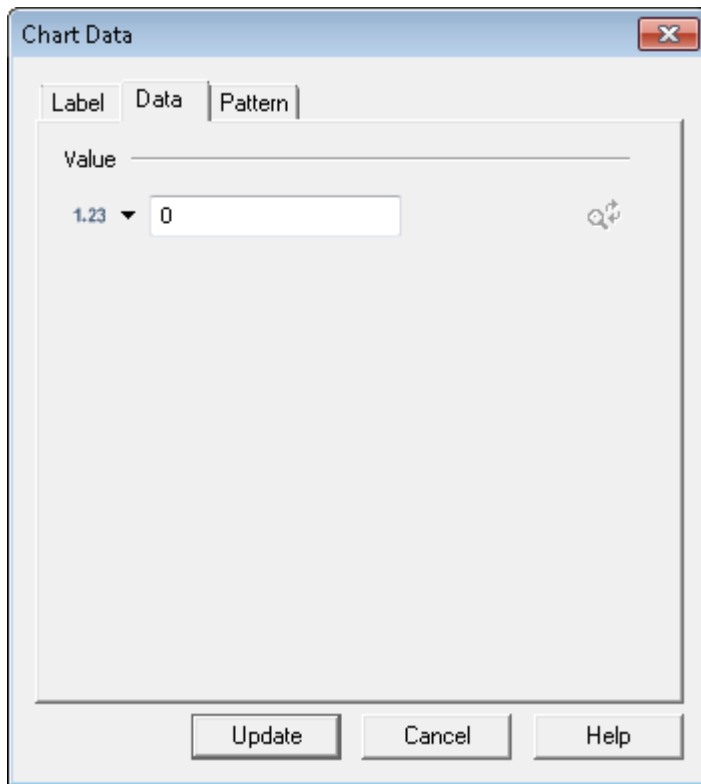 Chart Data
Label Data Pattern
Value
1.23 0
Update Cancel Help